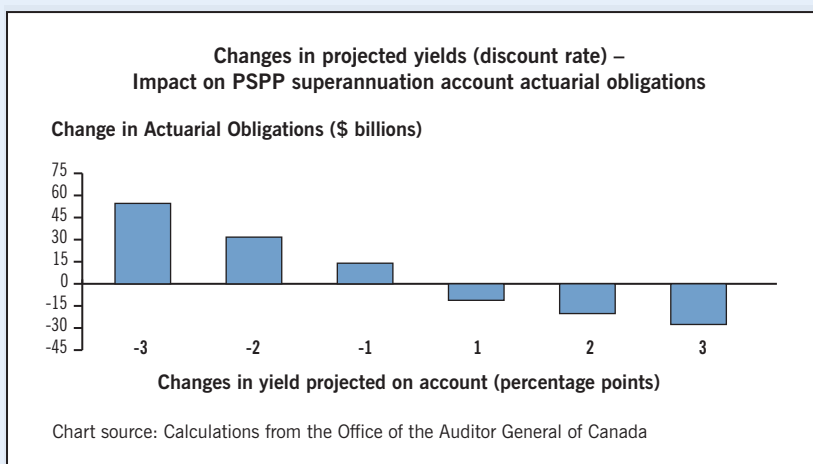 Changes in projected yields (discount rate) –
Impact on PSPP superannuation account actuarial obligations
Change in Actuarial Obligations ($ billions)
75
60
45
30
15
0
-15
-30
-45
-3 -2 -1 1 2 3
Changes in yield projected on account (percentage points)
Chart source: Calculations from the Office of the Auditor General of Canada